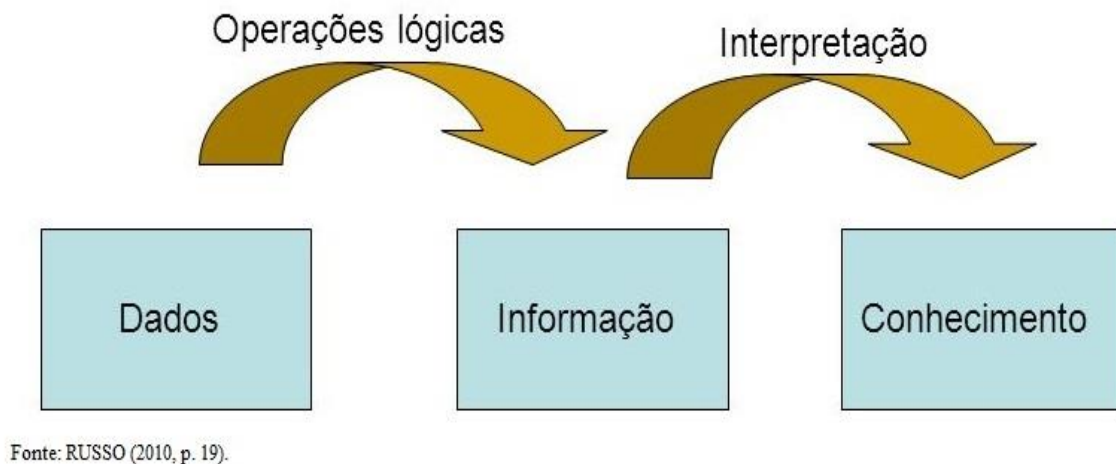 Operações lógicas
Interpretação
Dados
Informação
Conhecimento
Fonte: RUSSO (2010, p. 19).